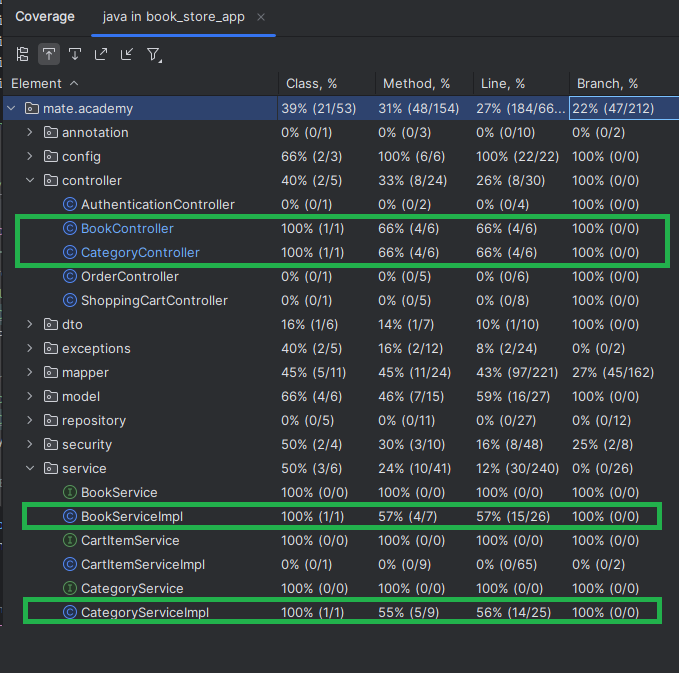 Coverage java in book_store_app
Element Class, % Method, % Line, % Branch, %
mate.academy 39% (21/53) 31% (48/154) 27% (184/66... 22% (47/212)
annotation 0% (0/1) 0% (0/3) 0% (0/10) 0% (0/2)
config 66% (2/3) 100% (6/6) 100% (22/22) 100% (0/0)
controller 40% (2/5) 33% (8/24) 26% (8/30) 100% (0/0)
AuthenticationController 0% (0/1) 0% (0/2) 0% (0/4) 100% (0/0)
BookController 100% (1/1) 66% (4/6) 66% (4/6) 100% (0/0)
CategoryController 100% (1/1) 66% (4/6) 66% (4/6) 100% (0/0)
OrderController 0% (0/1) 0% (0/5) 0% (0/6) 100% (0/0)
ShoppingCartController 0% (0/1) 0% (0/5) 0% (0/8) 100% (0/0)
dto 16% (1/6) 14% (1/7) 10% (1/10) 100% (0/0)
exceptions 40% (2/5) 16% (2/12) 8% (2/24) 0% (0/2)
mapper 45% (5/11) 45% (11/24) 43% (97/221) 27% (45/162)
model 66% (4/6) 46% (7/15) 59% (16/27) 100% (0/0)
repository 0% (0/5) 0% (0/11) 0% (0/27) 0% (0/12)
security 50% (2/4) 30% (3/10) 16% (8/48) 25% (2/8)
service 50% (3/6) 24% (10/41) 12% (30/240) 0% (0/26)
BookService 100% (0/0) 100% (0/0) 100% (0/0) 100% (0/0)
BookServiceImpl 100% (1/1) 57% (4/7) 57% (15/26) 100% (0/0)
CartItemService 100% (0/0) 100% (0/0) 100% (0/0) 100% (0/0)
CartItemServiceImpl 0% (0/1) 0% (0/9) 0% (0/65) 0% (0/2)
CategoryService 100% (0/0) 100% (0/0) 100% (0/0) 100% (0/0)
CategoryServiceImpl 100% (1/1) 55% (5/9) 56% (14/25) 100% (0/0)